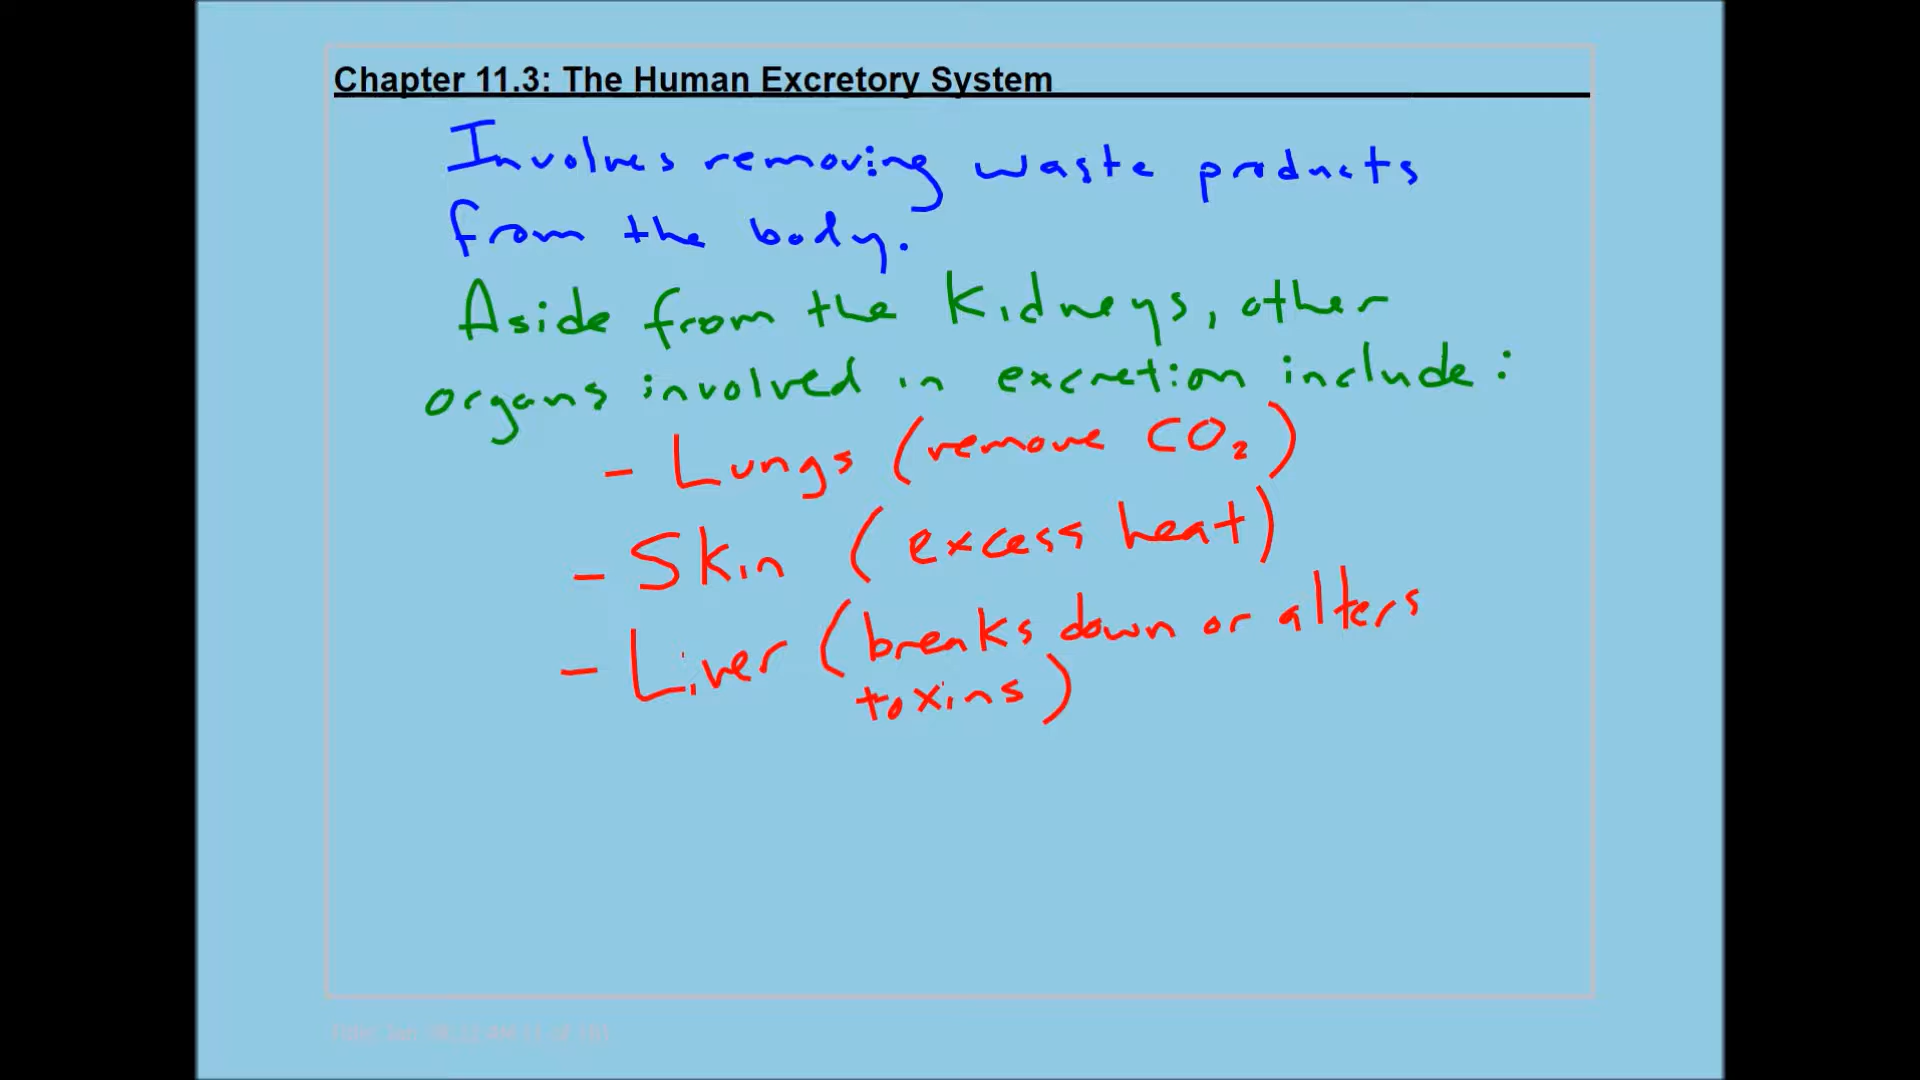 Chapter 11.3: The Human Excretory System
Involves removing waste products
from the body.
Aside from the kidneys, other
organs involved in excretion include:
- Lungs (remove CO₂)
- Skin (excess heat)
- Liver (breaks down or alters
toxins)